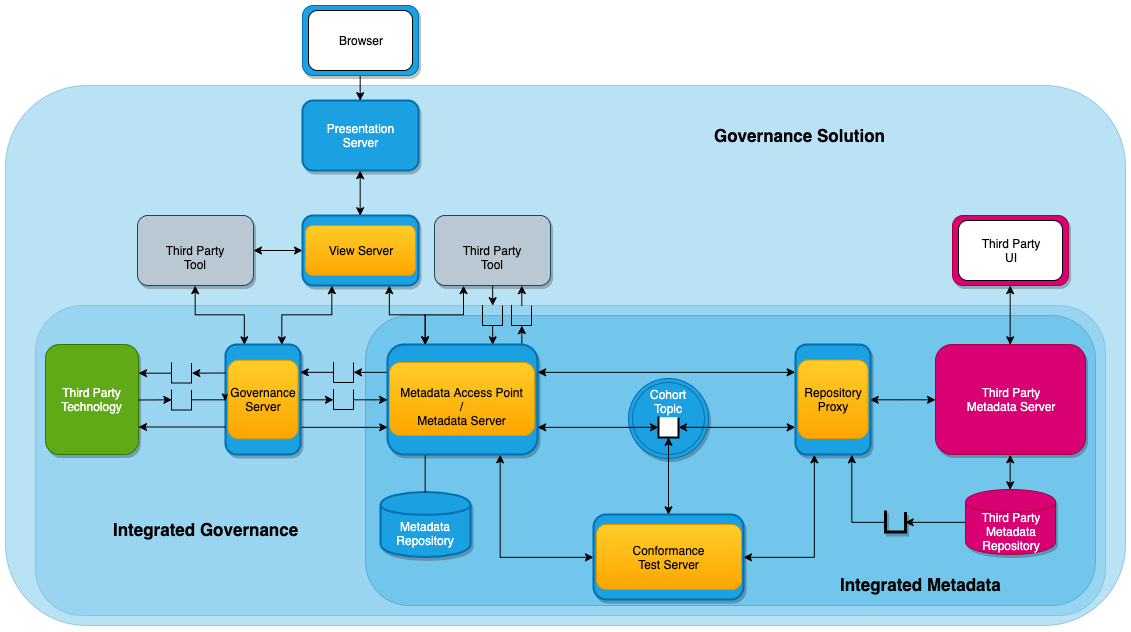 Browser
Presentation
Server
Governance Solution
Third Party
Tool
View Server
Third Party
Tool
Third Party
UI
Third Party
Technology
Governance
Server
Metadata Access Point
/
Metadata Server
Cohort
Topic
Repository
Proxy
Third Party
Metadata Server
Integrated Governance
Metadata
Repository
Conformance
Test Server
Third Party
Metadata
Repository
Integrated Metadata